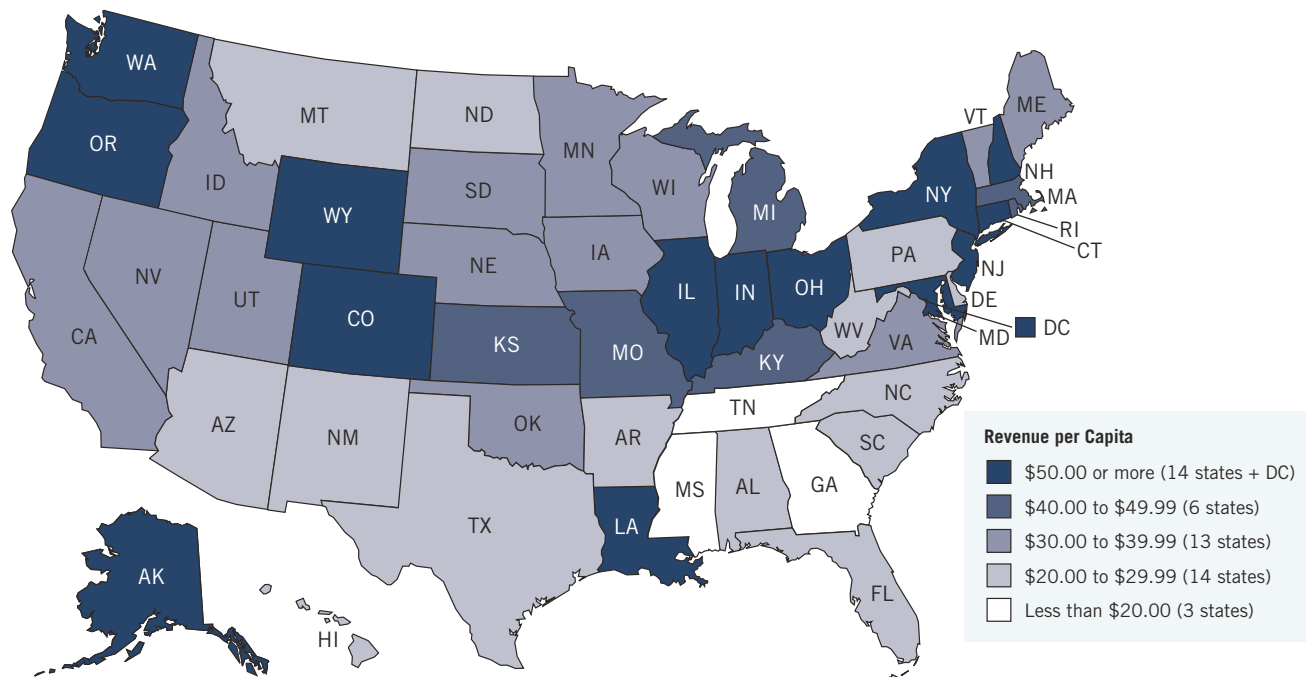 WA
MT
ND
VT
ME
OR
MN
ID
SD
WI
NH
NY
MA
WY
MI
RI
CT
IA
PA
NE
NJ
NV
UT
IL
IN
OH
DE
CO
WV
MD
DC
CA
KS
MO
VA
KY
TN
NC
AZ
OK
NM
AR
SC
MS
AL
GA
TX
LA
AK
FL
HI
Revenue per Capita
$50.00 or more (14 states + DC)
$40.00 to $49.99 (6 states)
$30.00 to $39.99 (13 states)
$20.00 to $29.99 (14 states)
Less than $20.00 (3 states)